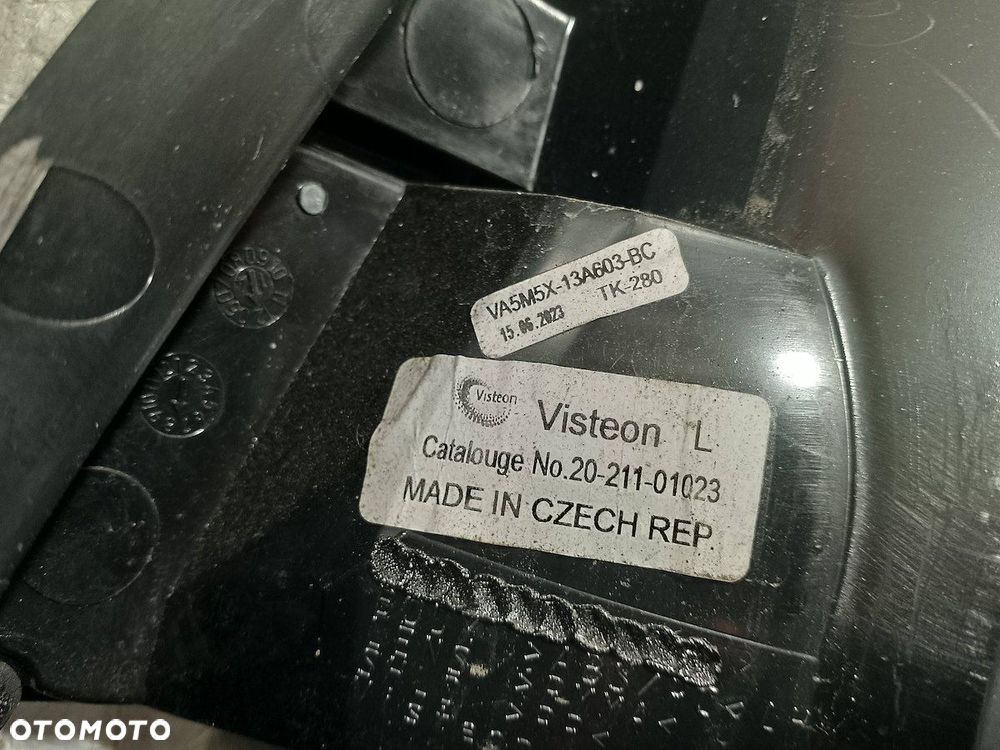 VA5M5X-13A603-BC
15.06.2023 TK-280
Visteon
Visteon L
Catalouge No.20-211-01023
MADE IN CZECH REP.
OTOMOTO